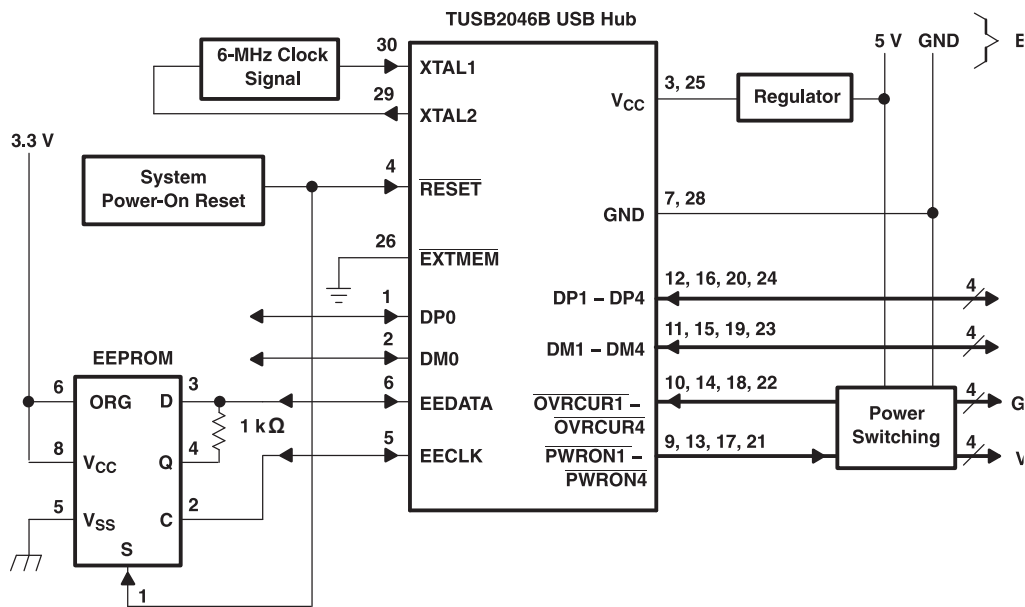 TUSB2046B USB Hub
6-MHz Clock
Signal
30
XTAL1
29
XTAL2
5 V
GND
E
3, 25
VCC
Regulator
3.3 V
System
Power-On Reset
4
RESET
7, 28
GND
26
EXTMEM
12, 16, 20, 24
DP1 – DP4
4
1
DP0
11, 15, 19, 23
DM1 – DM4
4
2
DM0
EEPROM
6
ORG
D
3
6
EEDATA
10, 14, 18, 22
OVRCUR1 –
OVRCUR4
Power
Switching
4
G
1 kΩ
8
VCC
Q
4
5
EECLK
9, 13, 17, 21
PWRON1 –
PWRON4
4
V
5
VSS
C
2
S
1